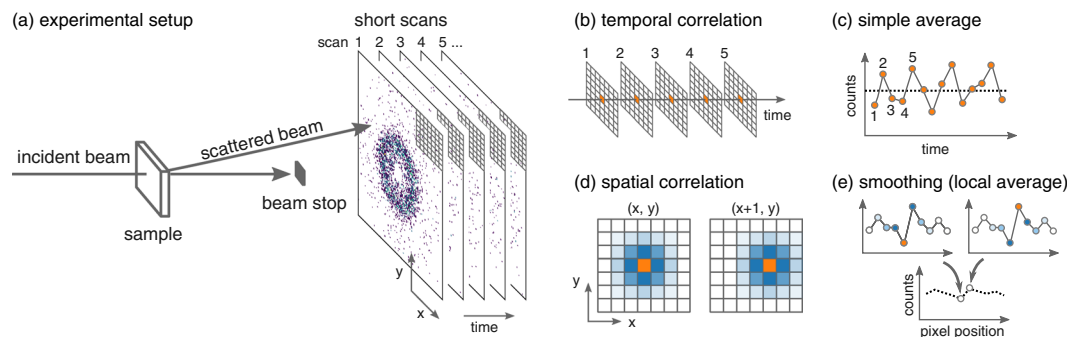 (a) experimental setup
short scans
scan 1 2 3 4 5 ...
incident beam
scattered beam
beam stop
sample
y
x
time
(b) temporal correlation
1 2 3 4 5
time
(c) simple average
counts
1 2 3 4 5
time
(d) spatial correlation
(x, y) (x+1, y)
y
x
(e) smoothing (local average)
counts
pixel position